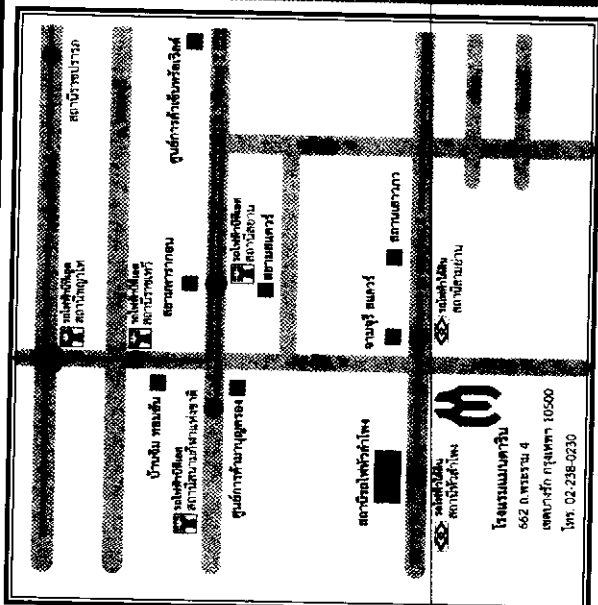 สถานีราชปรารภ
รถไฟฟ้าบีทีเอส
สถานีพญาไท
รถไฟฟ้าบีทีเอส
สถานีราชเทวี
บ้านจิม ทอมสัน
สยามดารากอน
ศูนย์การค้าเซ็นทรัลเวิลด์
รถไฟฟ้าบีทีเอส
สถานีสนามกีฬาแห่งชาติ
รถไฟฟ้าบีทีเอส
สถานีสยาม
สยามสแควร์
ศูนย์การค้ามาบุญครอง
สถานีรถไฟหัวลำโพง
จามจุรี สแควร์
สถานเสาวภา
รถไฟฟ้าใต้ดิน
สถานีหัวลำโพง
รถไฟฟ้าใต้ดิน
สถานีสามย่าน
โรงแรมแมนดาริน
662 ถ.พระราม 4
เขตบางรัก กรุงเทพฯ 10500
โทร. 02-238-0230